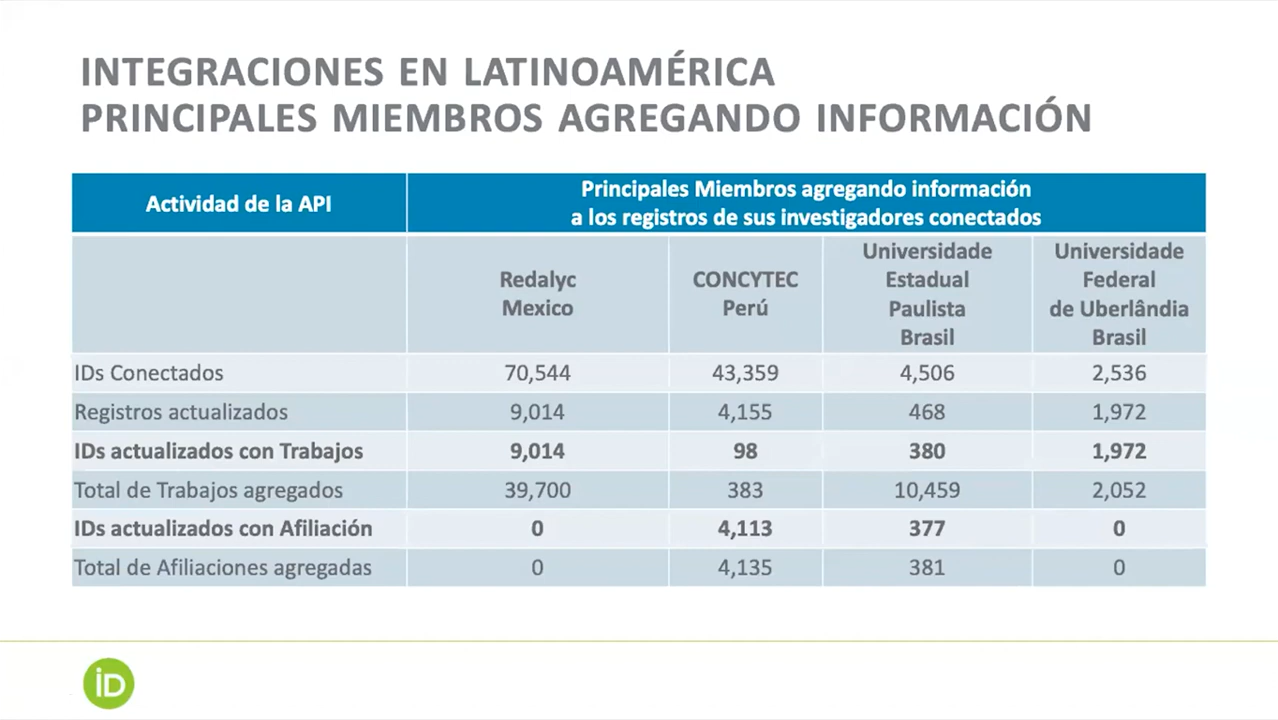 INTEGRACIONES EN LATINOAMÉRICA
PRINCIPALES MIEMBROS AGREGANDO INFORMACIÓN
Actividad de la API
Principales Miembros agregando información
a los registros de sus investigadores conectados
Redalyc
Mexico
CONCYTEC
Perú
Universidade
Estadual
Paulista
Brasil
Universidade
Federal
de Uberlândia
Brasil
IDs Conectados 70,544 43,359 4,506 2,536
Registros actualizados 9,014 4,155 468 1,972
IDs actualizados con Trabajos 9,014 98 380 1,972
Total de Trabajos agregados 39,700 383 10,459 2,052
IDs actualizados con Afiliación 0 4,113 377 0
Total de Afiliaciones agregadas 0 4,135 381 0
iD